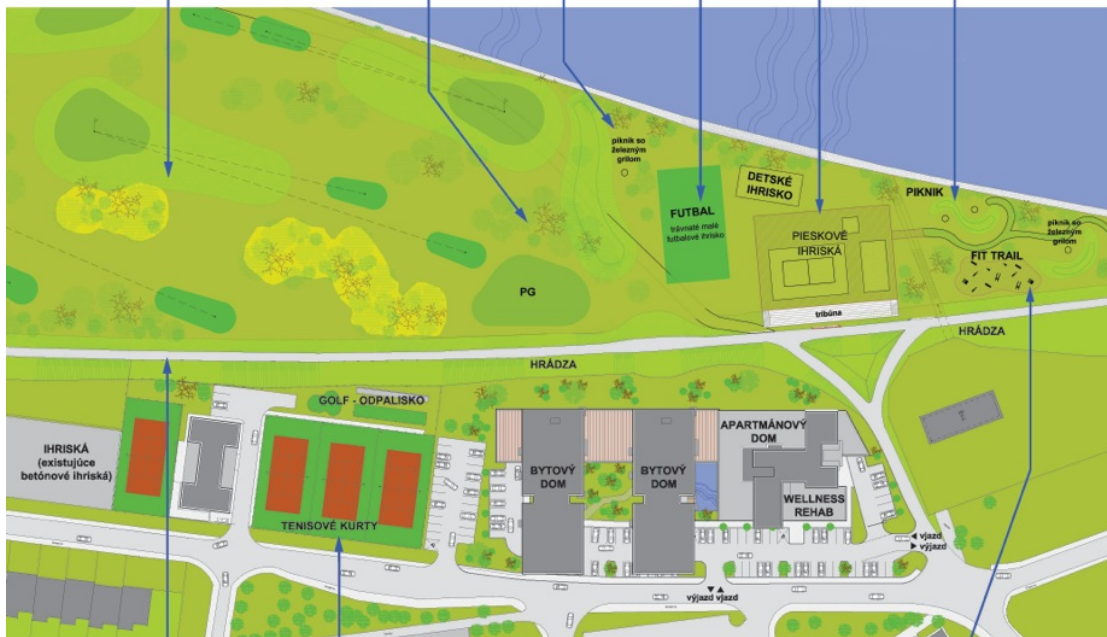 piknik so
železným
grilom
DETSKÉ
IHRISKO
PIKNIK
FUTBAL
trávnaté malé
futbalové ihrisko
PIESKOVÉ
IHRISKÁ
piknik so
železným
grilom
FIT TRAIL
PG
tribúna
HRÁDZA
HRÁDZA
GOLF - ODPALISKO
IHRISKÁ
(existujúce
betónové ihriská)
APARTMÁNOVÝ
DOM
BYTOVÝ
DOM
BYTOVÝ
DOM
WELLNESS
REHAB
TENISOVÉ KURTY
vjazd
výjazd
výjazd vjazd